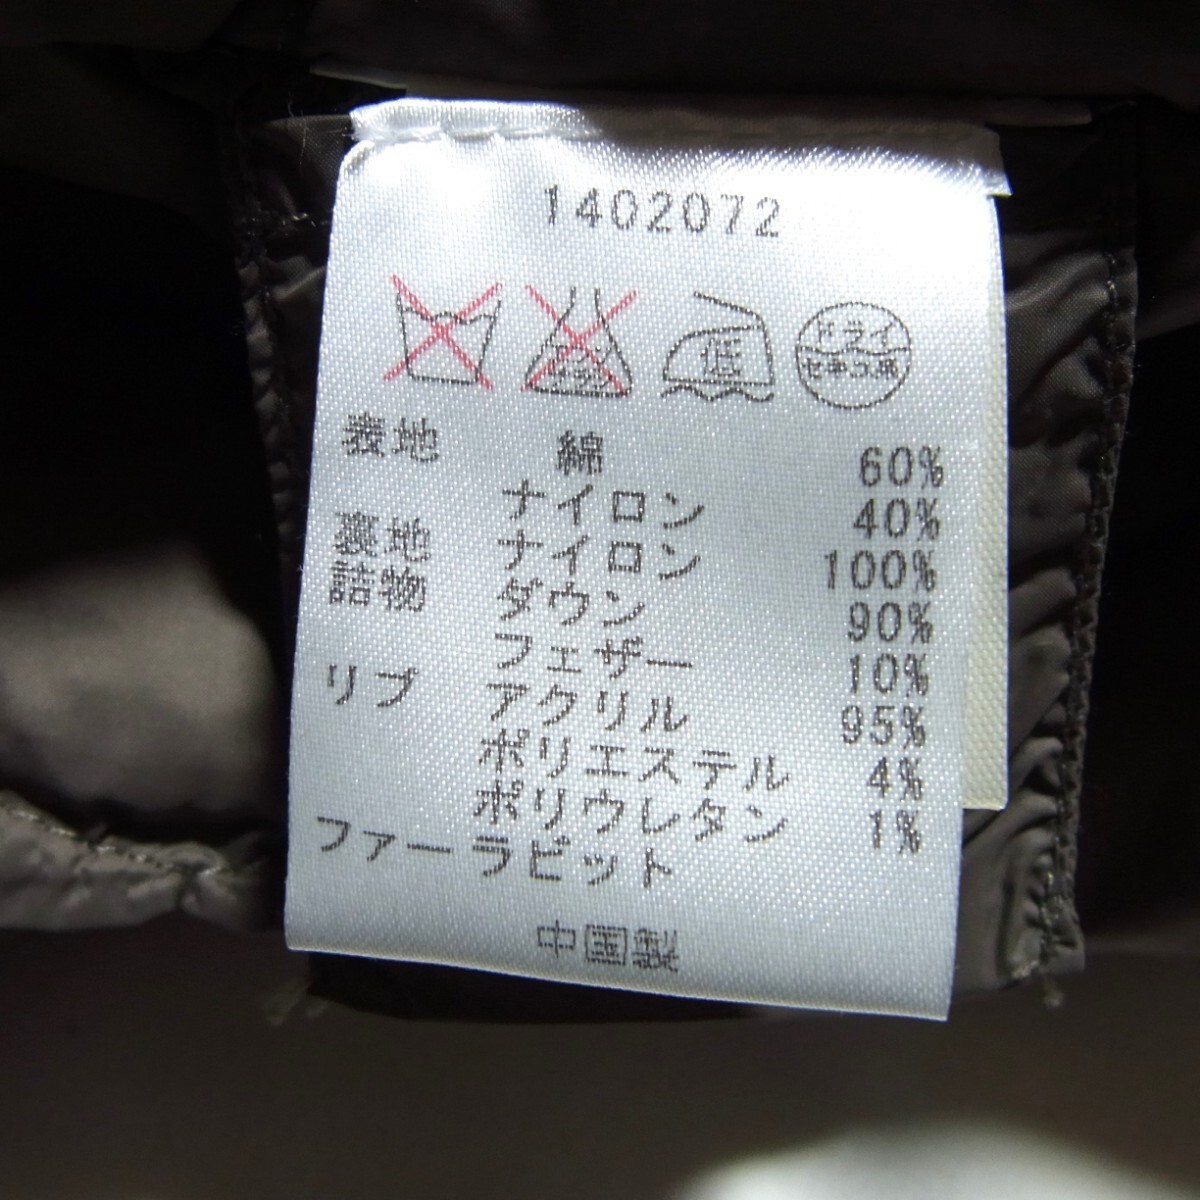 1402072
低 ドライ
セキユ系
表地 綿 60%
ナイロン 40%
裏地 ナイロン 100%
詰物 ダウン 90%
フェザー 10%
リブ アクリル 95%
ポリエステル 4%
ポリウレタン 1%
ファーラビット
中国製